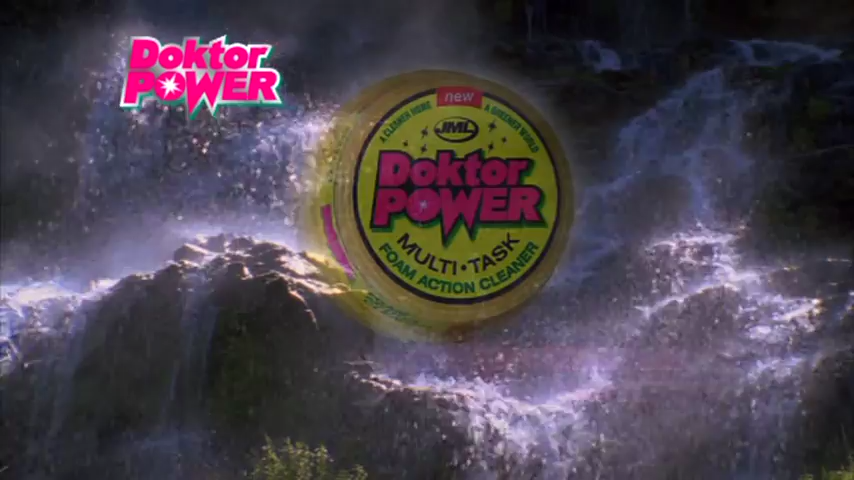 Doktor
POWER
new
A CLEANER HOME A GREENER WORLD
JML
Doktor
POWER
MULTI•TASK
FOAM ACTION CLEANER